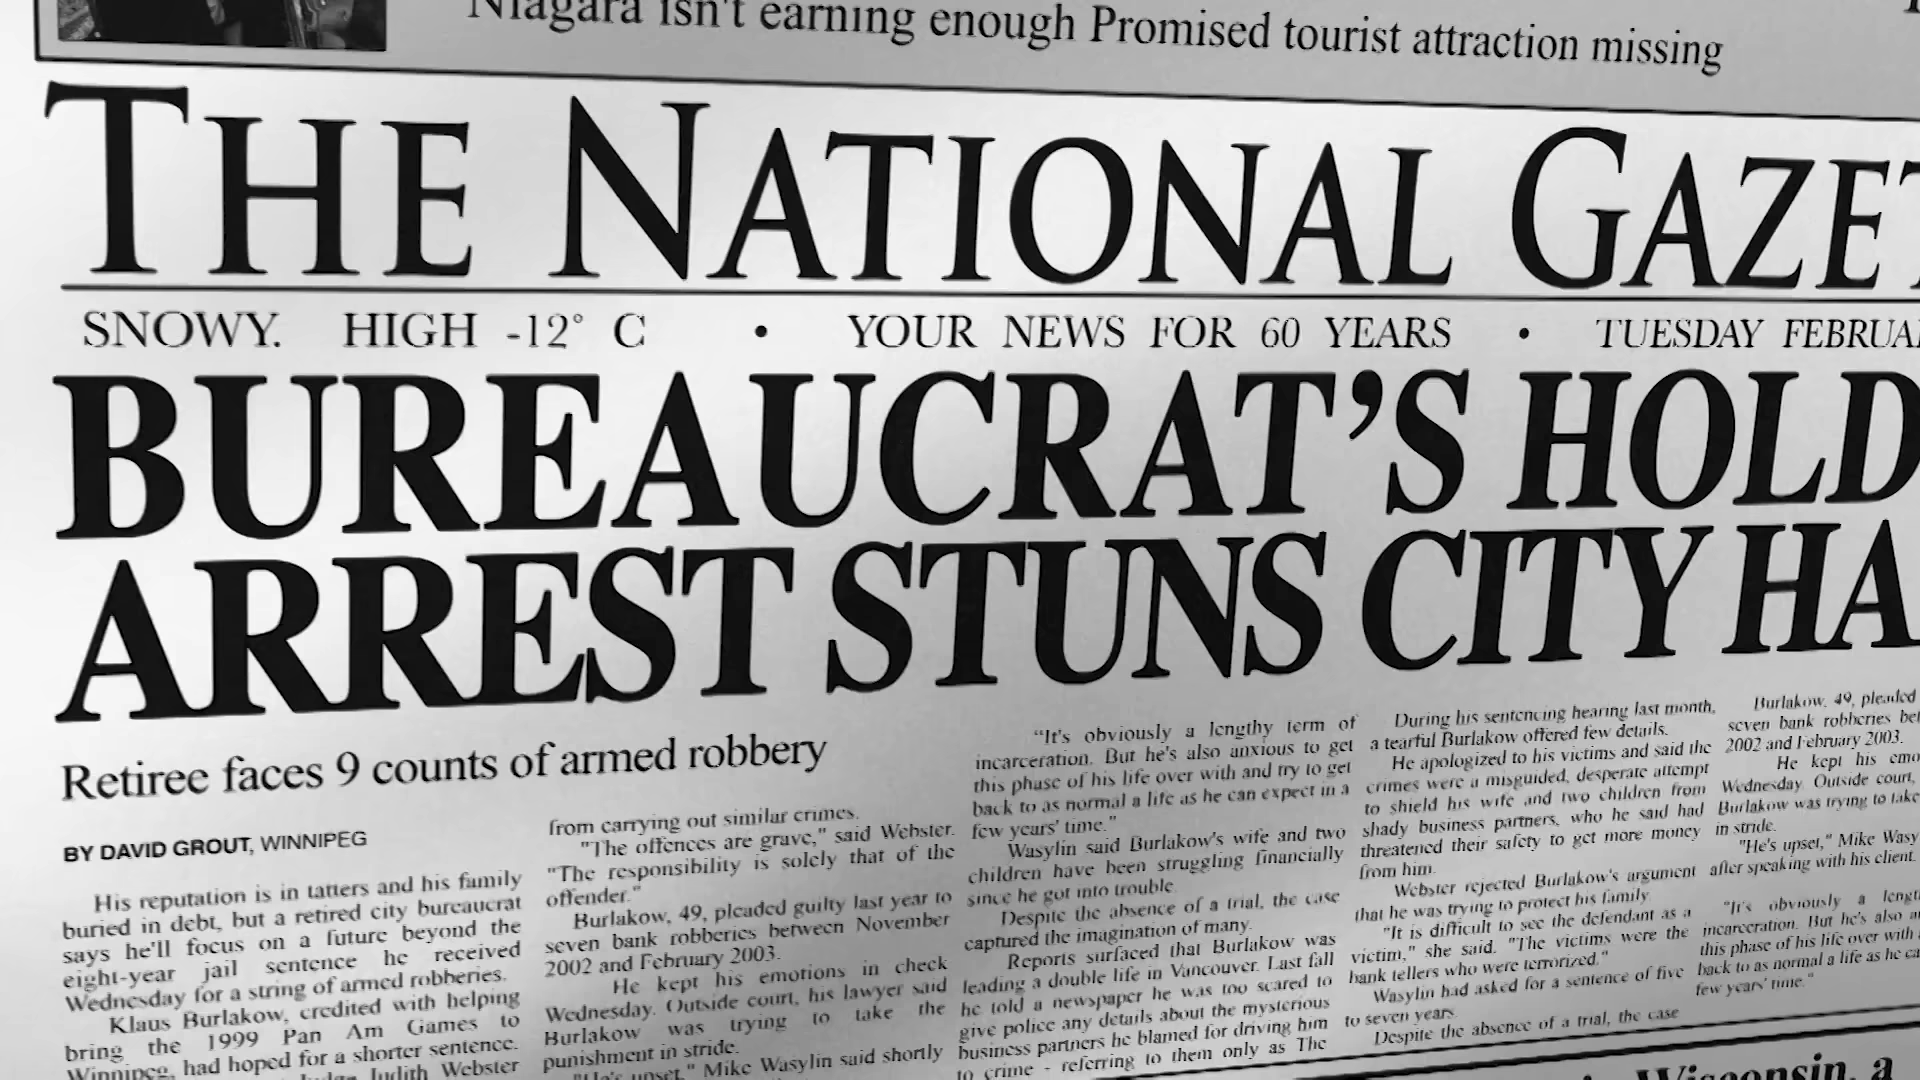 Niagara isn't earning enough Promised tourist attraction missing
THE NATIONAL GAZET
SNOWY. HIGH -12° C • YOUR NEWS FOR 60 YEARS • TUESDAY FEBRUA
BUREAUCRAT'S HOLD
ARREST STUNS CITY HA
Retiree faces 9 counts of armed robbery
BY DAVID GROUT, WINNIPEG
His reputation is in tatters and his family
buried in debt, but a retired city bureaucrat
says he'll focus on a future beyond the
eight-year jail sentence he received
Wednesday for a string of armed robberies.
Klaus Burlakow, credited with helping
bring the 1999 Pan Am Games to
Winnipeg, had hoped for a shorter sentence.
Judith Webster
from carrying out similar crimes.
"The offences are grave," said Webster.
"The responsibility is solely that of the
offender."
Burlakow, 49, pleaded guilty last year to
seven bank robberies between November
2002 and February 2003.
He kept his emotions in check
Wednesday. Outside court, his lawyer said
Burlakow was trying to take the
punishment in stride.
"He's upset," Mike Wasylin said shortly
"It's obviously a lengthy term of
incarceration. But he's also anxious to get
this phase of his life over with and try to get
back to as normal a life as he can expect in a
few years' time."
Wasylin said Burlakow's wife and two
children have been struggling financially
since he got into trouble.
Despite the absence of a trial, the case
captured the imagination of many.
Reports surfaced that Burlakow was
leading a double life in Vancouver. Last fall
he told a newspaper he was too scared to
give police any details about the mysterious
business partners he blamed for driving him
to crime - referring to them only as The
During his sentencing hearing last month,
a tearful Burlakow offered few details.
He apologized to his victims and said the
crimes were a misguided, desperate attempt
to shield his wife and two children from
shady business partners, who he said had
threatened their safety to get more money
from him.
Webster rejected Burlakow's argument
that he was trying to protect his family.
"It is difficult to see the defendant as a
victim," she said. "The victims were the
bank tellers who were terrorized."
Wasylin had asked for a sentence of five
to seven years.
Despite the absence of a trial, the case
Burlakow, 49, pleaded
seven bank robberies bet
2002 and February 2003.
He kept his emo
Wednesday. Outside court,
Burlakow was trying to take
in stride.
"He's upset," Mike Wasy
after speaking with his client.
"It's obviously a lengt
incarceration. But he's also an
this phase of his life over with
back to as normal a life as he ca
few years' time."
Wisconsin, a